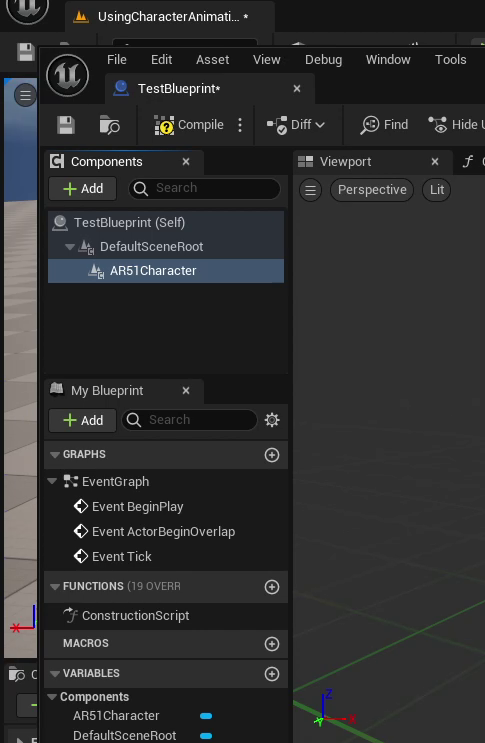 UsingCharacterAnimati... *
File Edit Asset View Debug Window Tools
TestBlueprint*
Compile Diff Find Hide U
Components
Viewport
Add Search
Perspective Lit
TestBlueprint (Self)
DefaultSceneRoot
AR51Character
My Blueprint
Add Search
GRAPHS
EventGraph
Event BeginPlay
Event ActorBeginOverlap
Event Tick
FUNCTIONS (19 OVERR
ConstructionScript
MACROS
VARIABLES
Components
AR51Character
DefaultSceneRoot
X
Z
X
Y